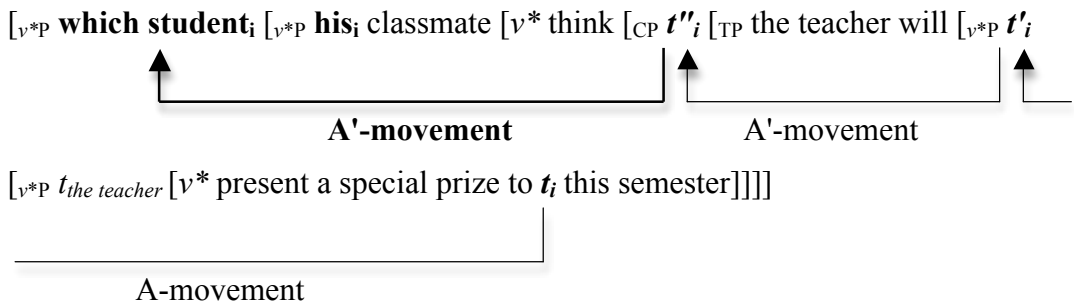 [v*P which studentᵢ [v*P hisᵢ classmate [v* think [CP t''ᵢ [TP the teacher will [v*P t'ᵢ
A'-movement A'-movement
[v*P t the teacher [v* present a special prize to tᵢ this semester]]]]
A-movement